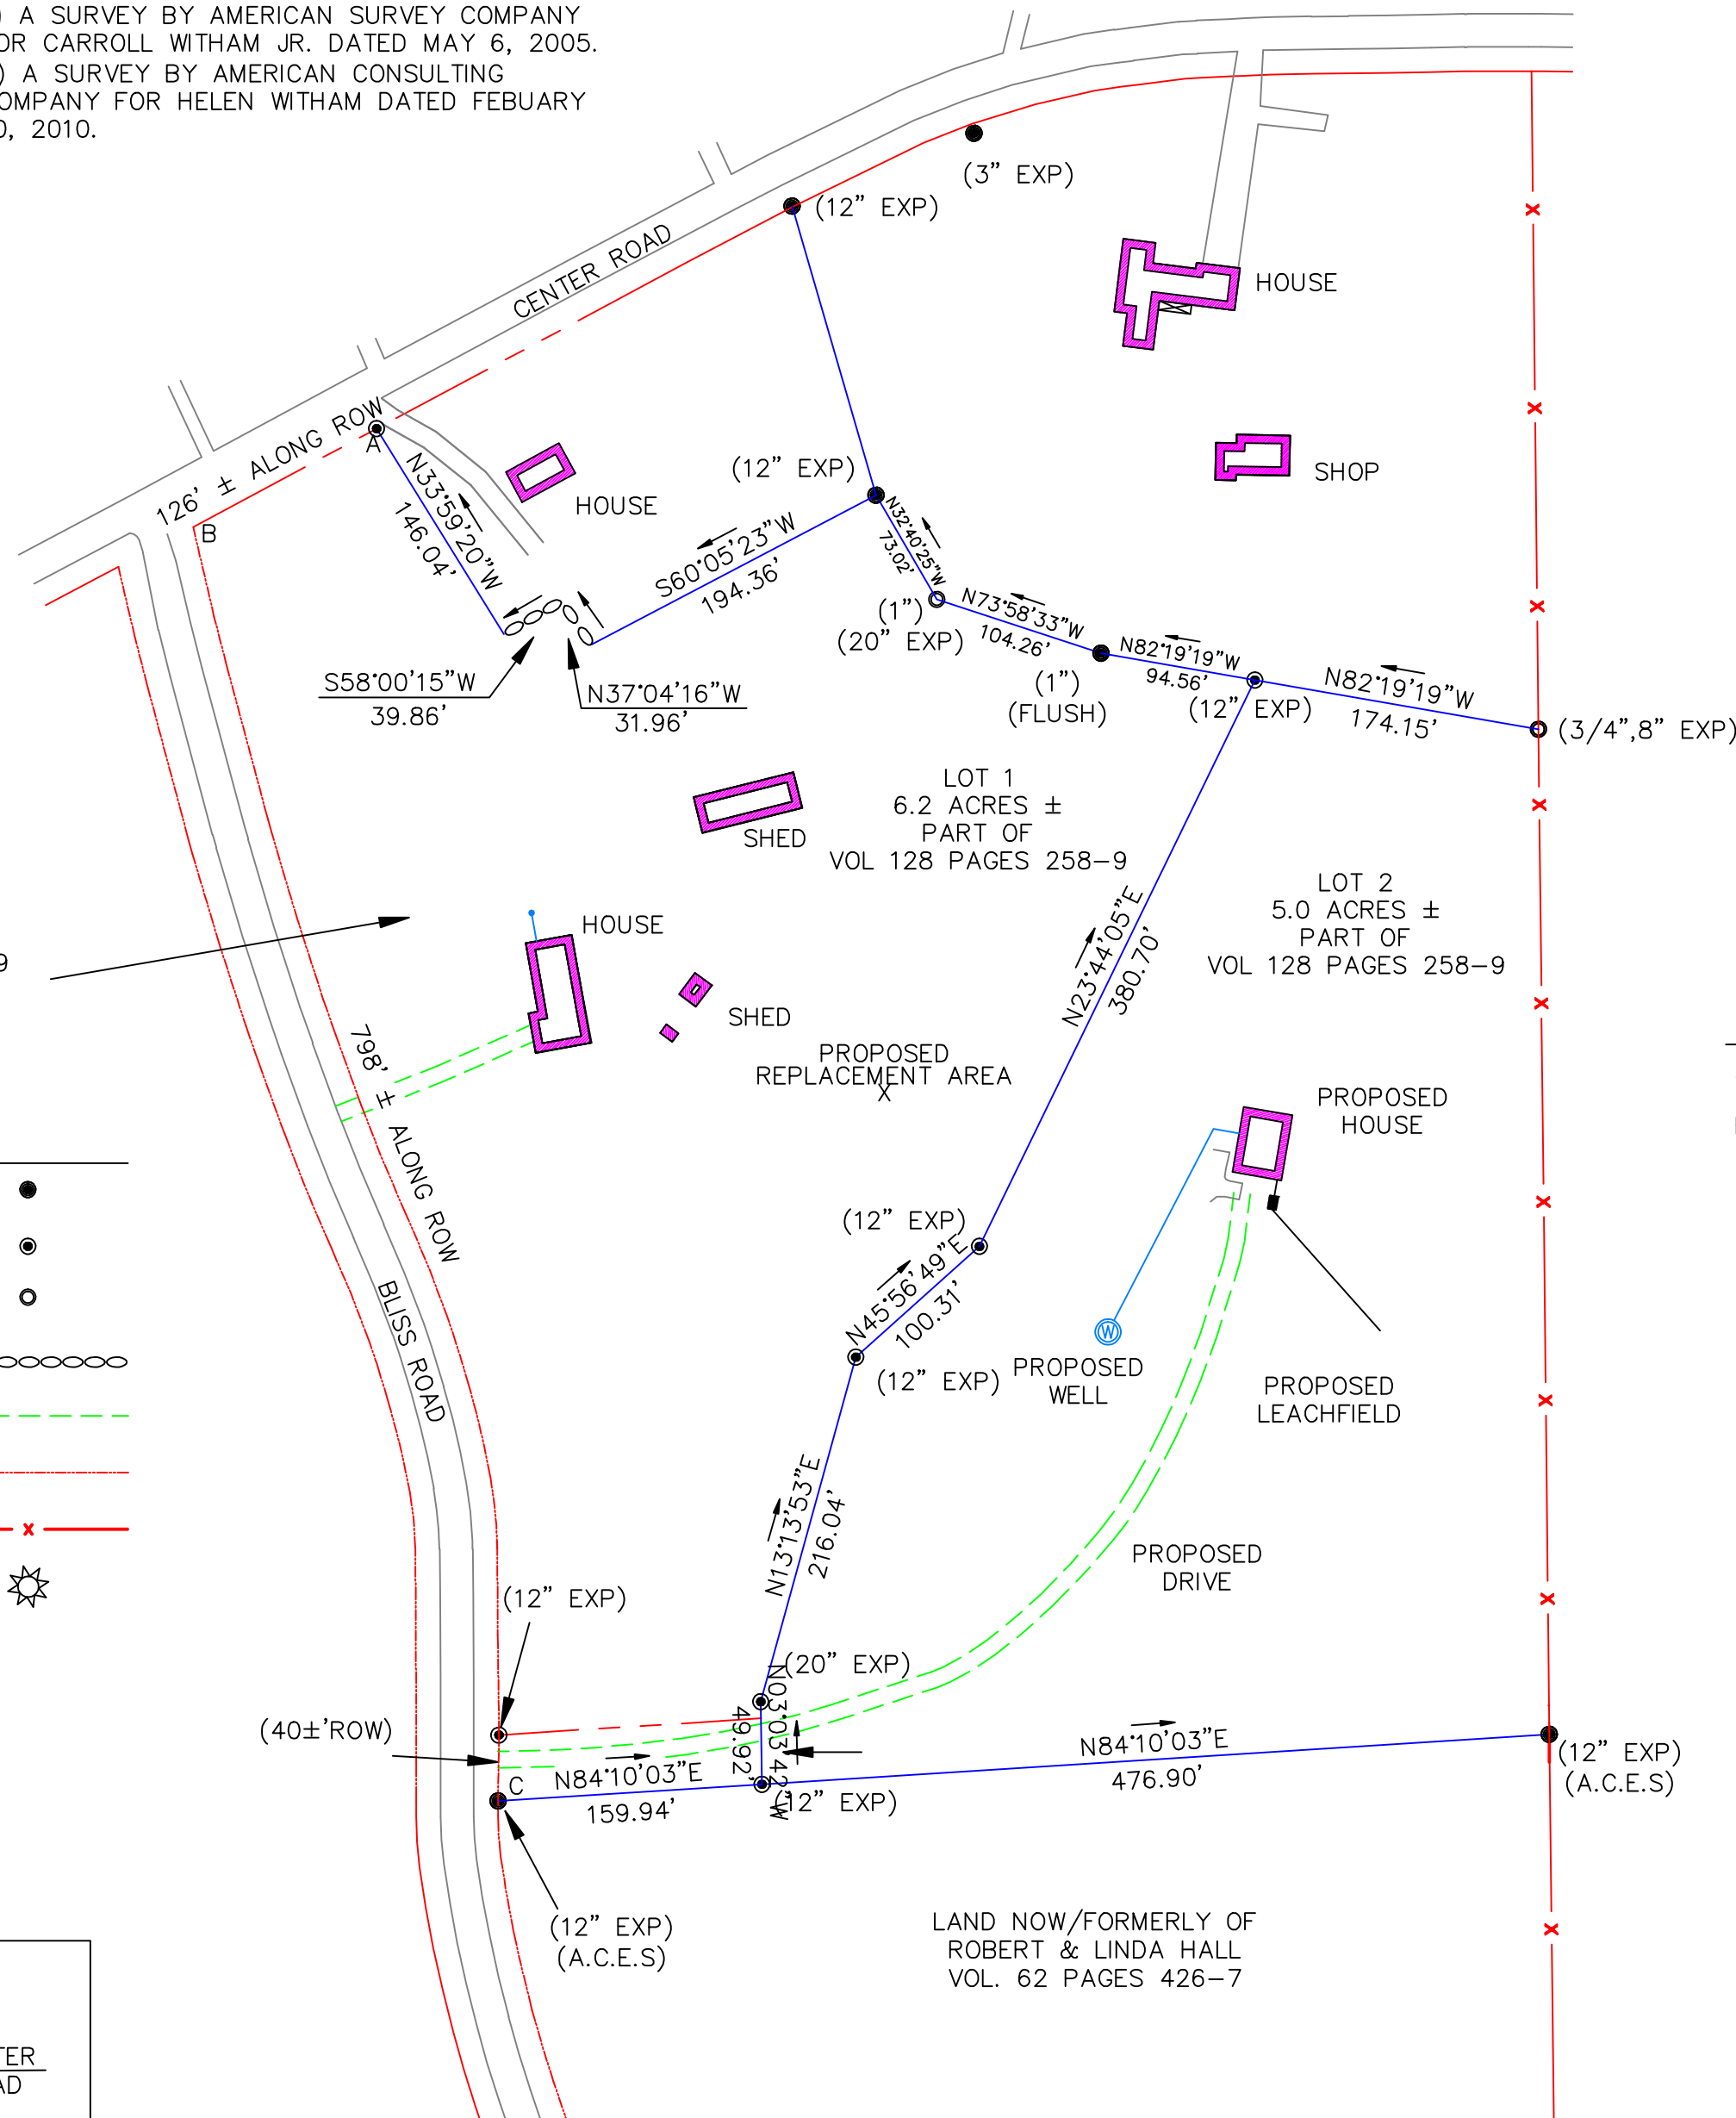 A SURVEY BY AMERICAN SURVEY COMPANY
OR CARROLL WITHAM JR. DATED MAY 6, 2005.
) A SURVEY BY AMERICAN CONSULTING
OMPANY FOR HELEN WITHAM DATED FEBUARY
0, 2010.
(3" EXP)
(12" EXP)
CENTER ROAD
HOUSE
126' ± ALONG ROW
A
B
N33°59'20"W
146.04'
HOUSE
(12" EXP)
SHOP
S60°05'23"W
194.36'
N32°40'25"W
73.02'
(1")
(20" EXP)
N73°58'33"W
104.26'
N82°19'19"W
94.56'
(1")
(FLUSH)
(12" EXP)
N82°19'19"W
174.15'
(3/4",8" EXP)
S58°00'15"W
39.86'
N37°04'16"W
31.96'
LOT 1
6.2 ACRES ±
PART OF
VOL 128 PAGES 258-9
SHED
LOT 2
5.0 ACRES ±
PART OF
VOL 128 PAGES 258-9
9
HOUSE
SHED
N23°44'05"E
380.70'
798' ± ALONG ROW
PROPOSED
REPLACEMENT AREA
X
PROPOSED
HOUSE
(12" EXP)
N45°56'49"E
100.31'
(12" EXP)
BLISS ROAD
W
PROPOSED
WELL
PROPOSED
LEACHFIELD
N13°13'53"E
216.04'
PROPOSED
DRIVE
(12" EXP)
(20" EXP)
(40±'ROW)
N03°03'42"W
49.92'
C
N84°10'03"E
159.94'
(12" EXP)
N84°10'03"E
476.90'
(12" EXP)
(A.C.E.S)
(12" EXP)
(A.C.E.S)
LAND NOW/FORMERLY OF
ROBERT & LINDA HALL
VOL. 62 PAGES 426-7
TER
AD